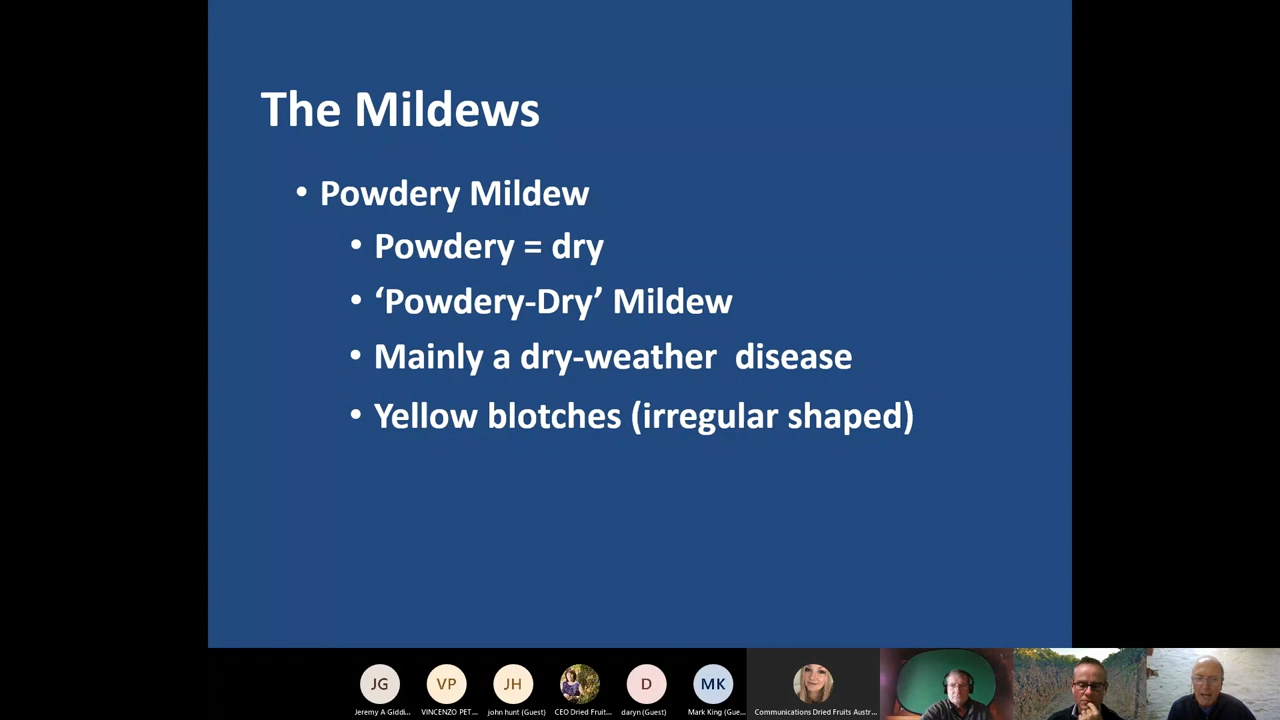 The Mildews
• Powdery Mildew
• Powdery = dry
• ‘Powdery-Dry’ Mildew
• Mainly a dry-weather  disease
• Yellow blotches (irregular shaped)
JG
VP
JH
D
MK
Jeremy A Giddi...
VINCENZO PET...
john hunt (Guest)
CEO Dried Fruit...
daryn (Guest)
Mark King (Gue...
Communications Dried Fruits Austr...